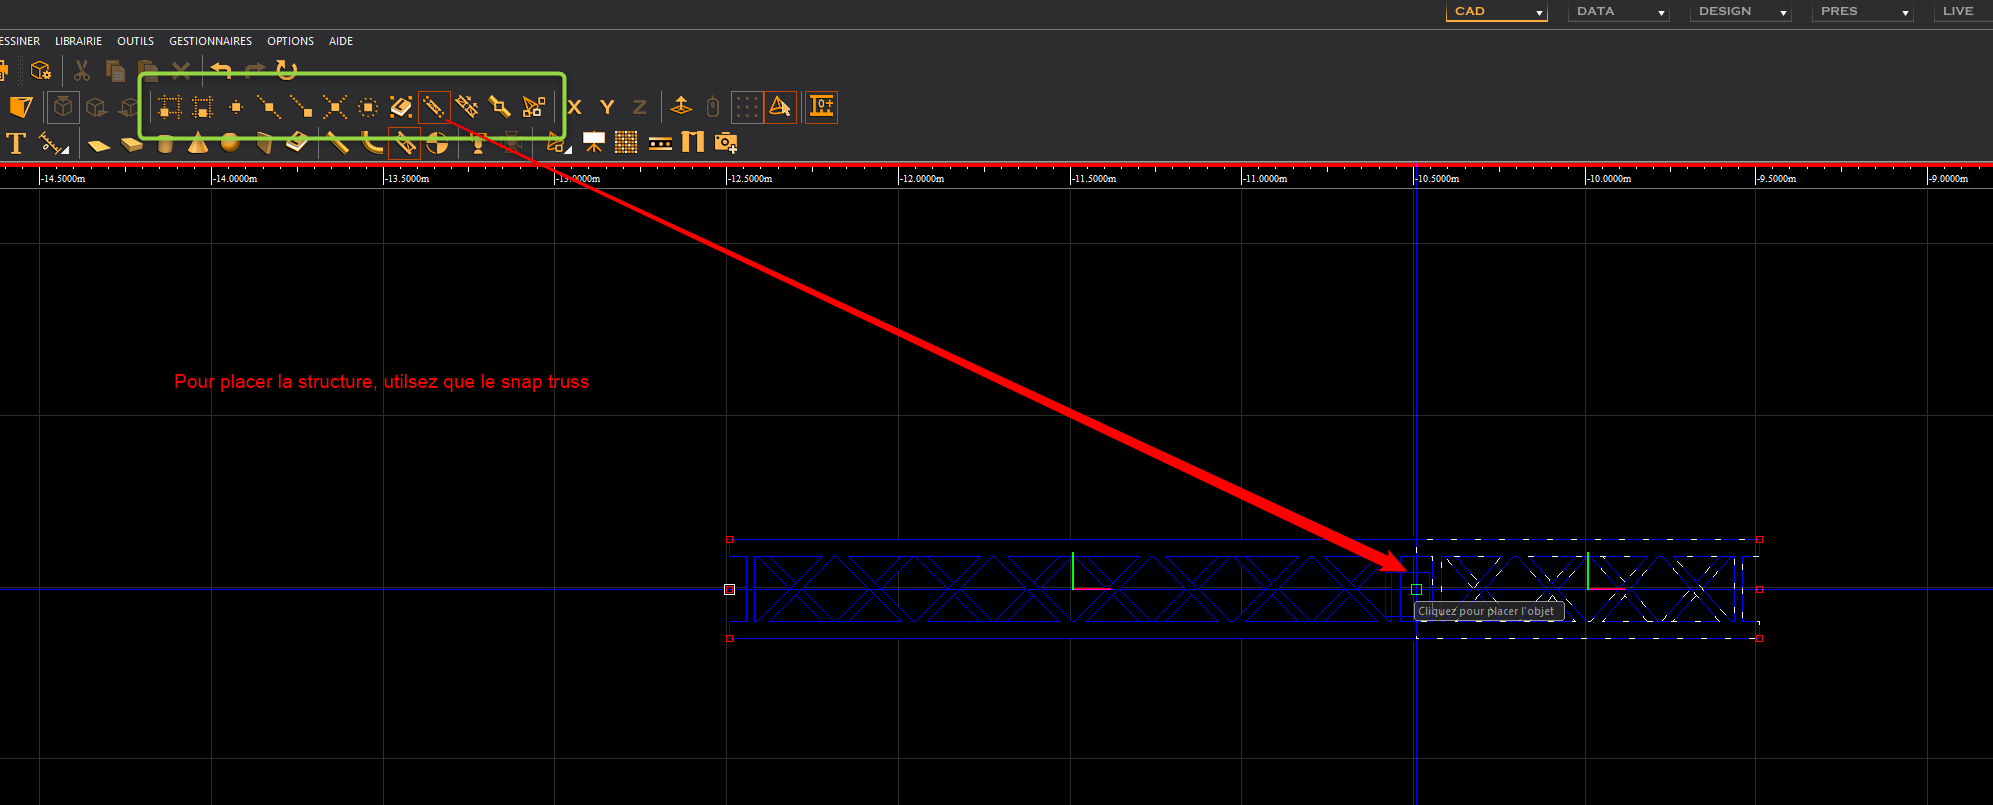 CAD DATA DESIGN PRES LIVE
ESSINER LIBRAIRIE OUTILS GESTIONNAIRES OPTIONS AIDE
X Y Z 0+
T
-14.5000m -14.0000m -13.5000m -13.0000m -12.5000m -12.0000m -11.5000m -11.0000m -10.5000m -10.0000m -9.5000m -9.0000m
Pour placer la structure, utilsez que le snap truss
Cliquez pour placer l'objet